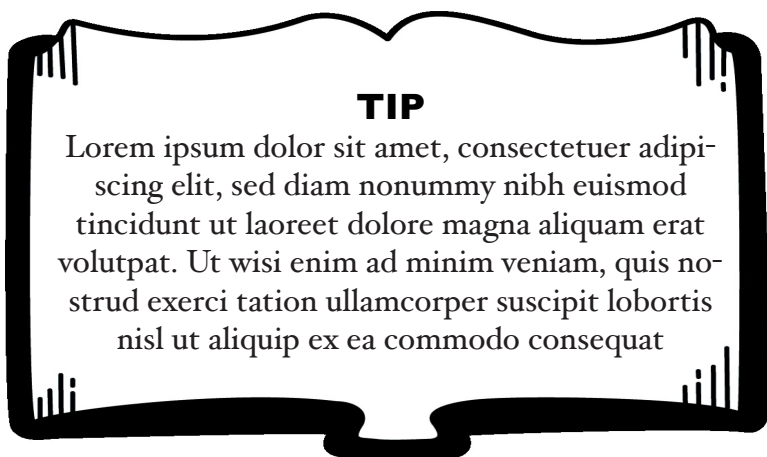 TIP
Lorem ipsum dolor sit amet, consectetuer adipi-
scing elit, sed diam nonummy nibh euismod
tincidunt ut laoreet dolore magna aliquam erat
volutpat. Ut wisi enim ad minim veniam, quis no-
strud exerci tation ullamcorper suscipit lobortis
nisl ut aliquip ex ea commodo consequat